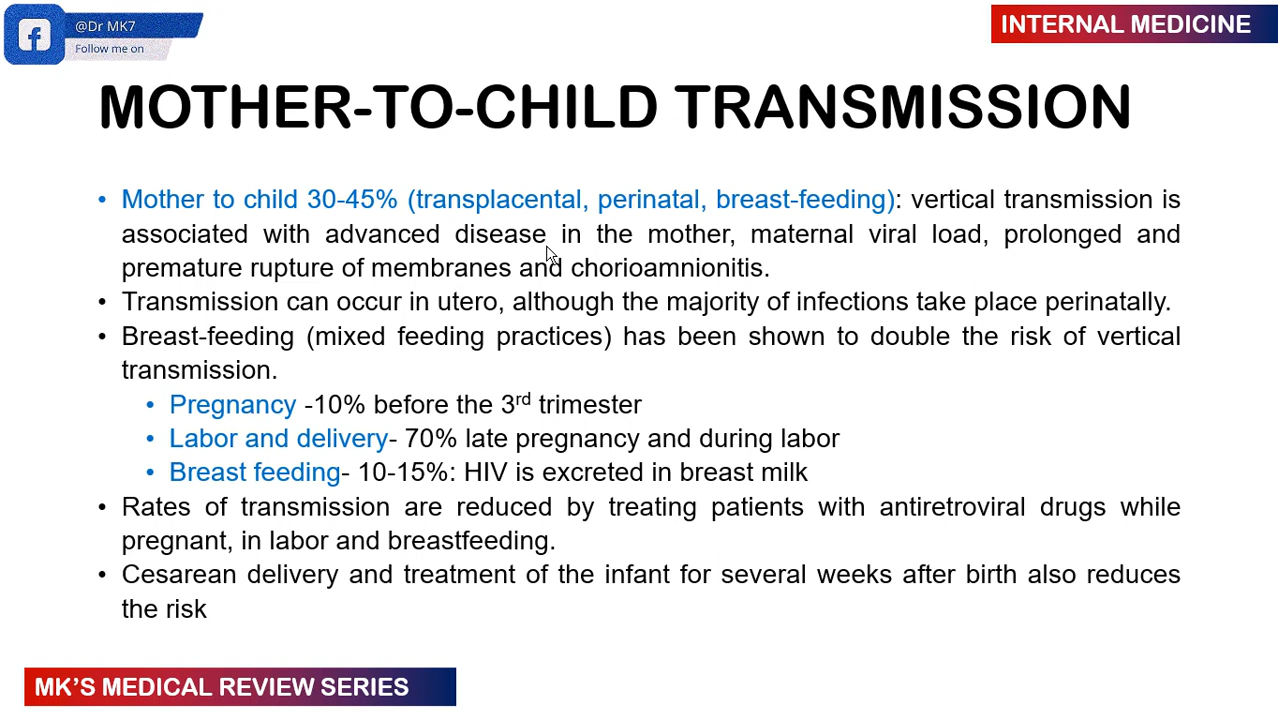 @Dr MK7
Follow me on
INTERNAL MEDICINE
MOTHER-TO-CHILD TRANSMISSION
• Mother to child 30-45% (transplacental, perinatal, breast-feeding): vertical transmission is
associated with advanced disease in the mother, maternal viral load, prolonged and
premature rupture of membranes and chorioamnionitis.
• Transmission can occur in utero, although the majority of infections take place perinatally.
• Breast-feeding (mixed feeding practices) has been shown to double the risk of vertical
transmission.
• Pregnancy -10% before the 3rd trimester
• Labor and delivery- 70% late pregnancy and during labor
• Breast feeding- 10-15%: HIV is excreted in breast milk
• Rates of transmission are reduced by treating patients with antiretroviral drugs while
pregnant, in labor and breastfeeding.
• Cesarean delivery and treatment of the infant for several weeks after birth also reduces
the risk
MK'S MEDICAL REVIEW SERIES